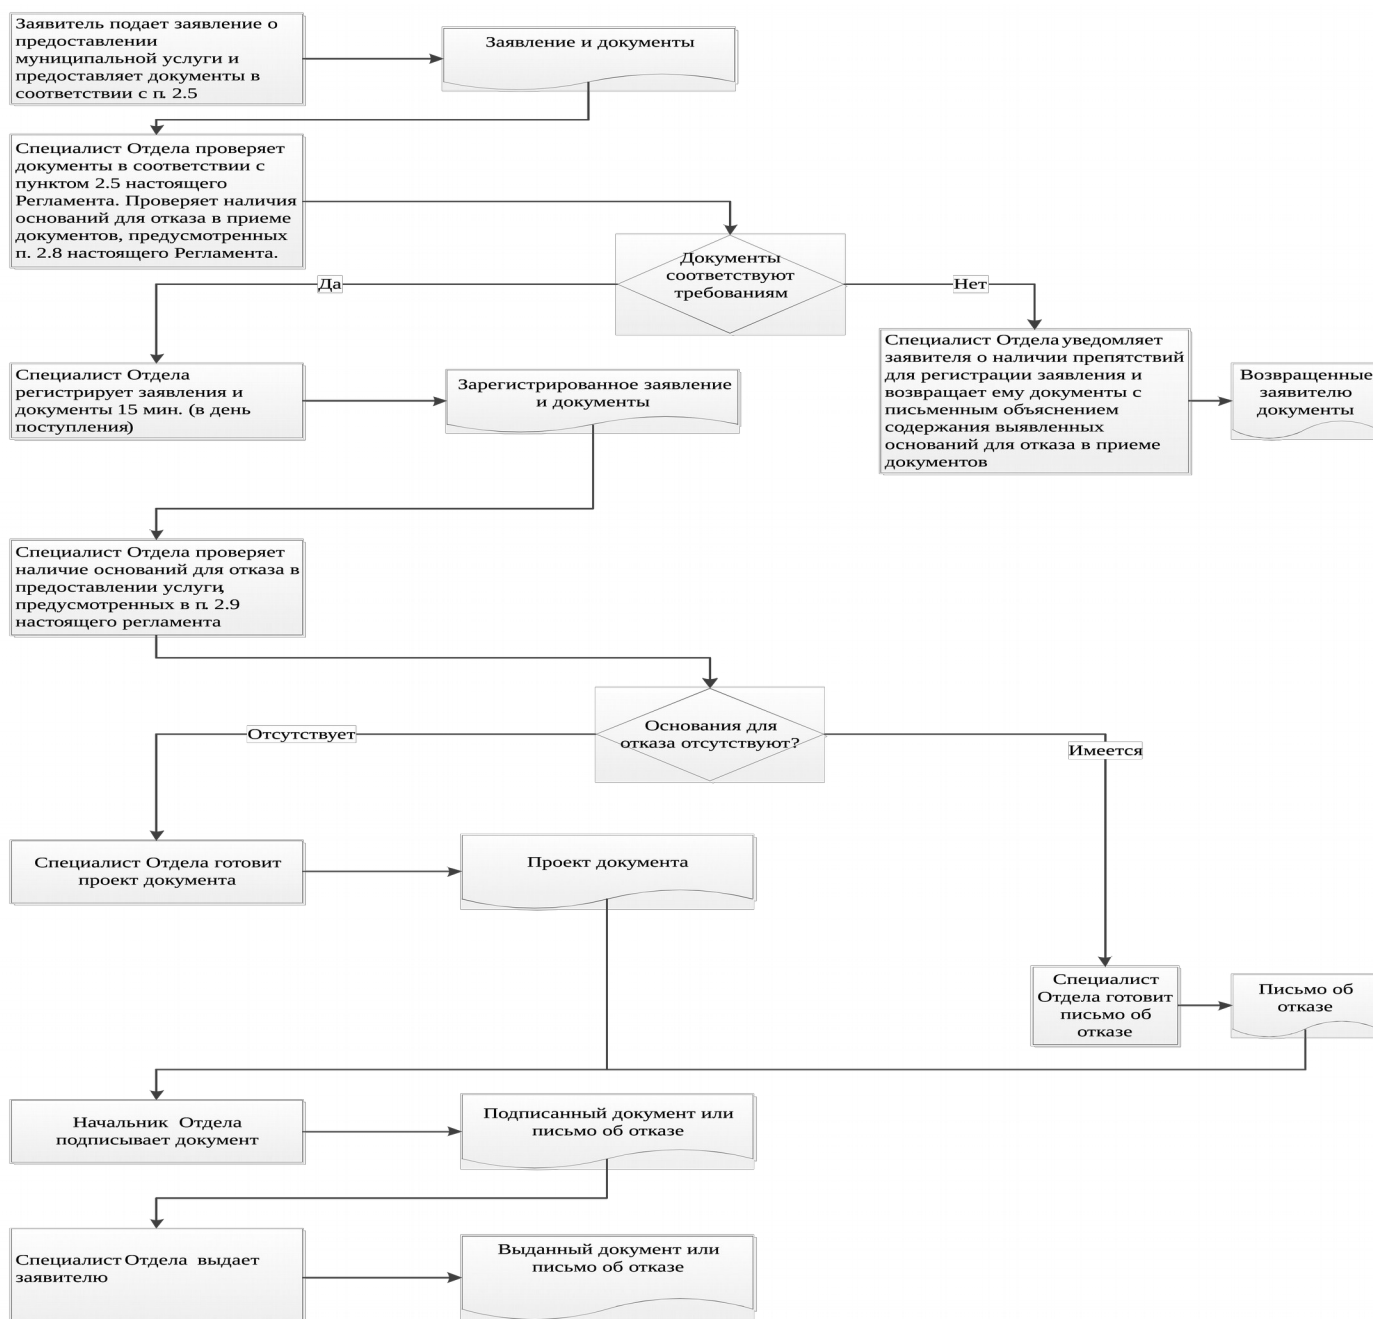 Заявитель подает заявление о
предоставлении
муниципальной услуги и
предоставляет документы в
соответствии с п. 2.5
Заявление и документы
Специалист Отдела проверяет
документы в соответствии с
пунктом 2.5 настоящего
Регламента. Проверяет наличия
оснований для отказа в приеме
документов, предусмотренных
п. 2.8 настоящего Регламента.
Документы
соответствуют
требованиям
Да
Нет
Специалист Отдела уведомляет
заявителя о наличии препятствий
для регистрации заявления и
возвращает ему документы с
письменным объяснением
содержания выявленных
оснований для отказа в приеме
документов
Возвращенные
заявителю
документы
Специалист Отдела
регистрирует заявления и
документы 15 мин. (в день
поступления)
Зарегистрированное заявление
и документы
Специалист Отдела проверяет
наличие оснований для отказа в
предоставлении услуги,
предусмотренных в п. 2.9
настоящего регламента
Основания для
отказа отсутствуют?
Отсутствует
Имеется
Специалист Отдела готовит
проект документа
Проект документа
Специалист
Отдела готовит
письмо об
отказе
Письмо об
отказе
Начальник Отдела
подписывает документ
Подписанный документ или
письмо об отказе
Специалист Отдела выдает
заявителю
Выданный документ или
письмо об отказе